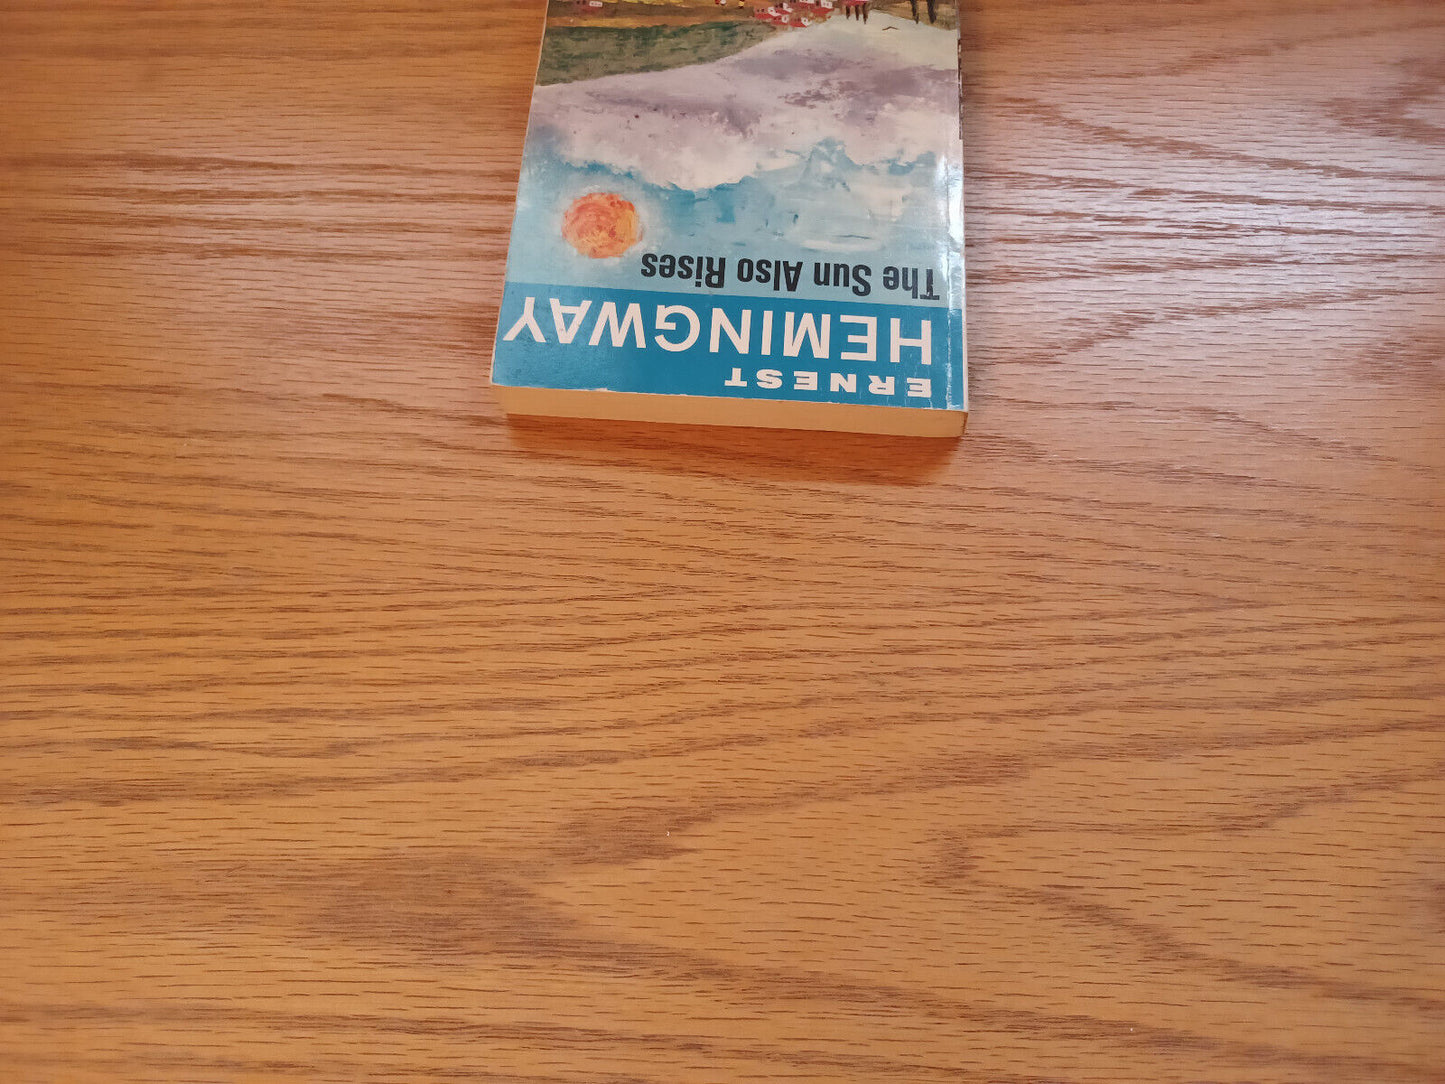 ERNEST
HEMINGWAY
The Sun Also Rises